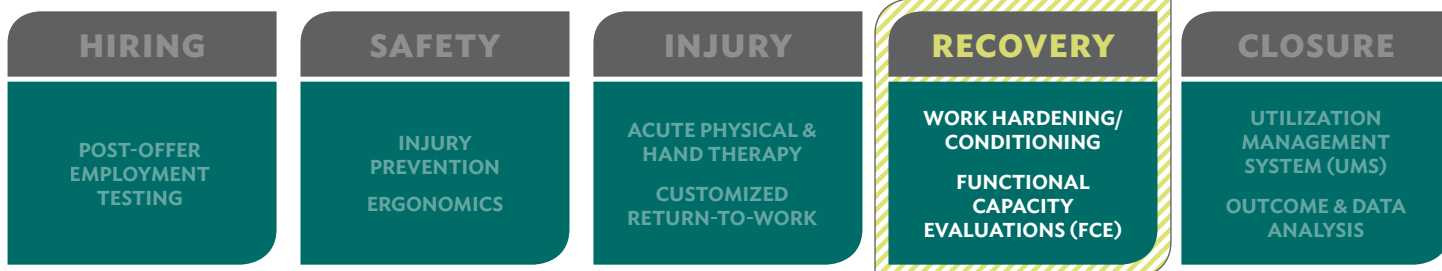 HIRING
POST-OFFER
EMPLOYMENT
TESTING
SAFETY
INJURY
PREVENTION
ERGONOMICS
INJURY
ACUTE PHYSICAL &
HAND THERAPY
CUSTOMIZED
RETURN-TO-WORK
RECOVERY
WORK HARDENING/
CONDITIONING
FUNCTIONAL
CAPACITY
EVALUATIONS (FCE)
CLOSURE
UTILIZATION
MANAGEMENT
SYSTEM (UMS)
OUTCOME & DATA
ANALYSIS